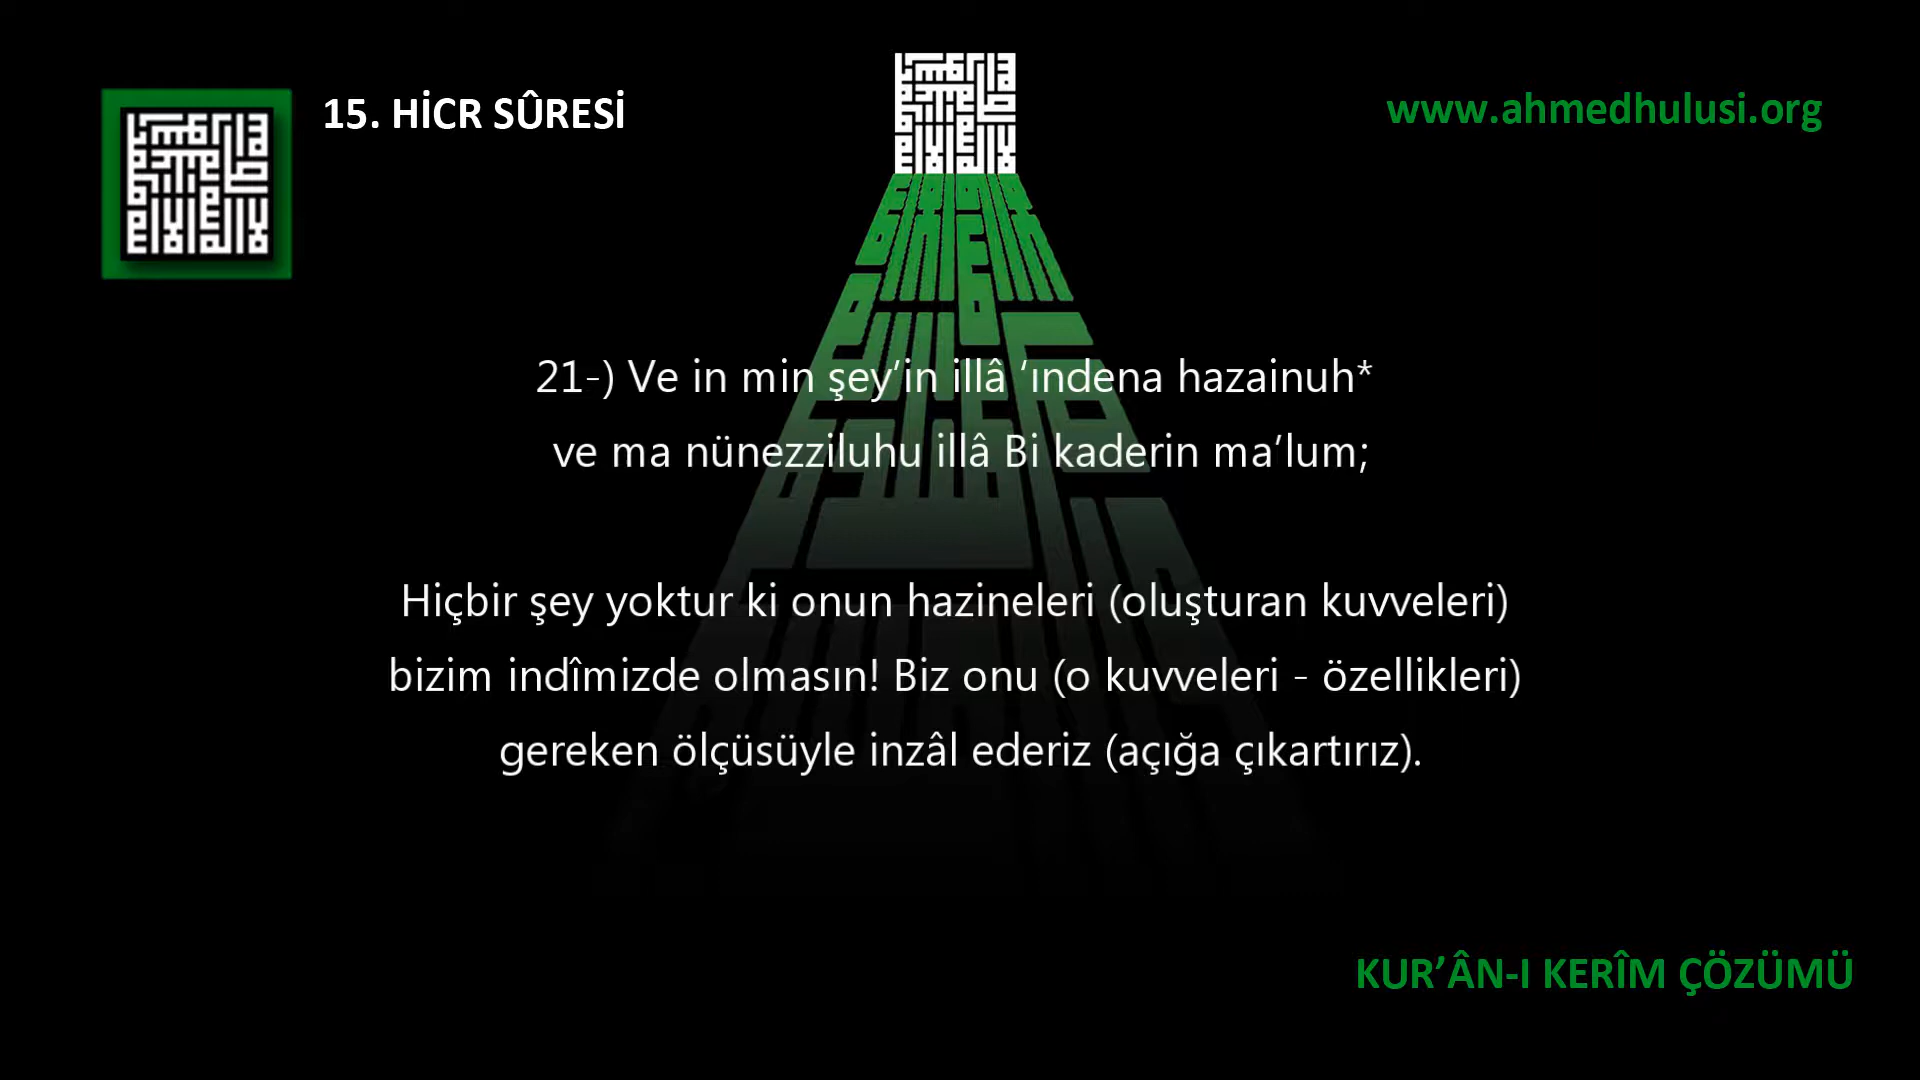 15. HİCR SÛRESİ
www.ahmedhulusi.org
21-) Ve in min şey’in illâ ‘ındena hazainuh*
ve ma nünezziluhu illâ Bi kaderin ma’lum;
Hiçbir şey yoktur ki onun hazineleri (oluşturan kuvveleri)
bizim indîmizde olmasın! Biz onu (o kuvveleri - özellikleri)
gereken ölçüsüyle inzâl ederiz (açığa çıkartırız).
KUR’ÂN-I KERÎM ÇÖZÜMÜ